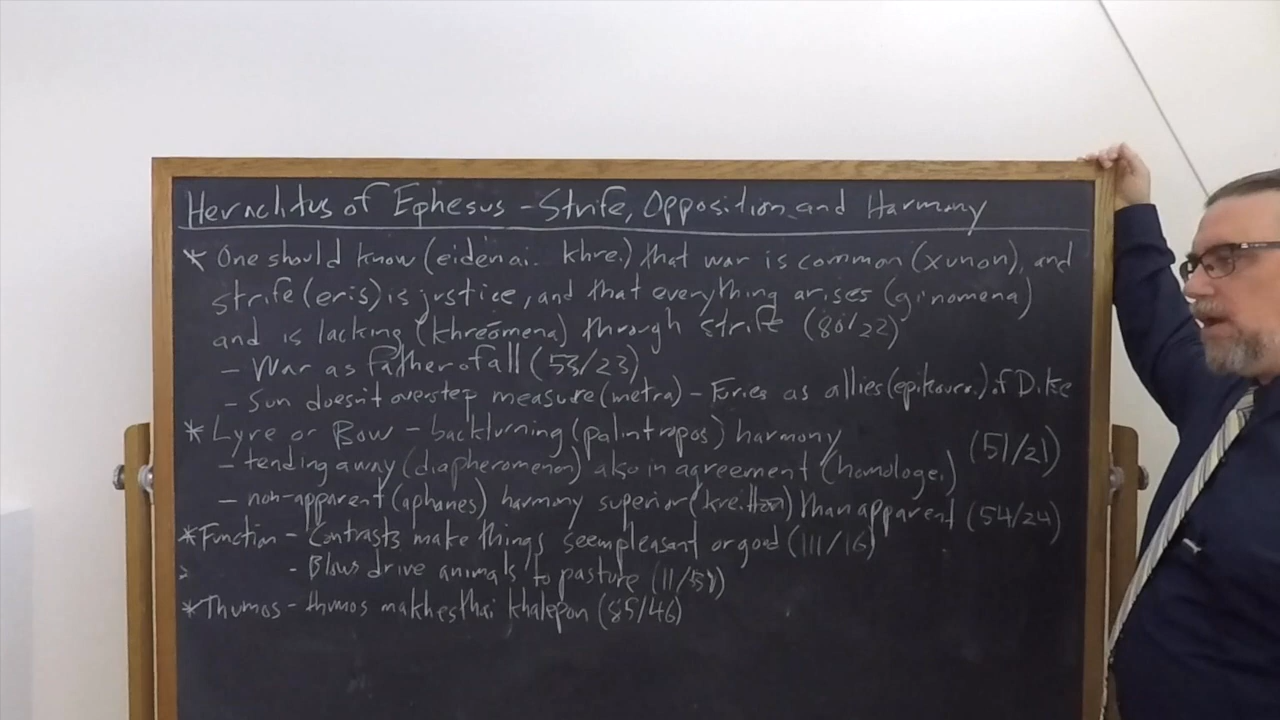 Heraclitus of Ephesus - Strife, Opposition, and Harmony
* One should know (eidenai khre) that war is common (xunon), and
strife (eris) is justice, and that everything arises (ginomena)
and is lacking (khreōmena) through strife (80/22)
- War as father of all (53/23)
- Sun doesn't overstep measure (metra) - Furies as allies (epikouroi) of Dike
* Lyre or Bow - backturning (palintropos) harmony
(51/21)
- tending away (diapheromenon) also in agreement (homologe.)
- non-apparent (aphanes) harmony superior (kreitton) than apparent (54/24)
* Function - Contrasts make things seem pleasant or good (111/16)
- Blows drive animals to pasture
* Thumos - thumos makhesthai khalepon (85/46)